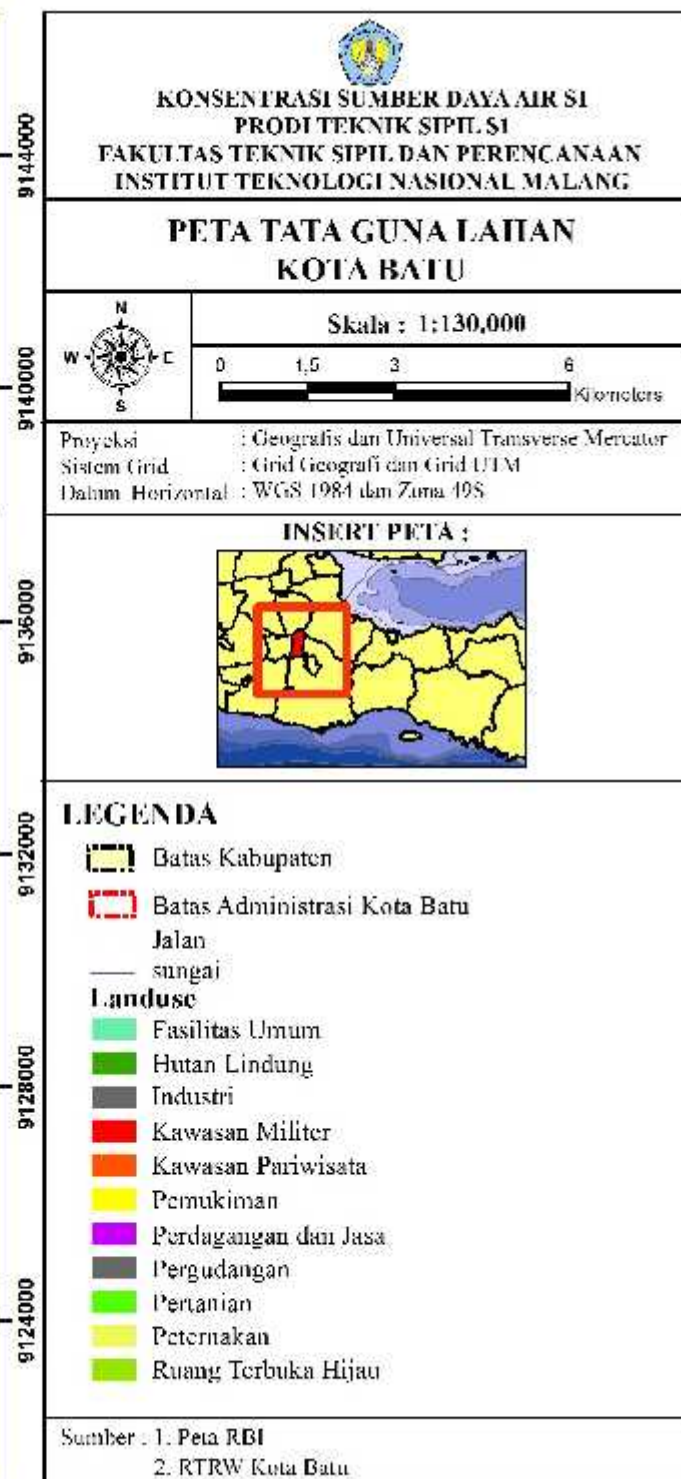 KONSENTRASI SUMBER DAYA AIR S1
PRODI TEKNIK SIPIL S1
FAKULTAS TEKNIK SIPIL DAN PERENCANAAN
INSTITUT TEKNOLOGI NASIONAL MALANG
PETA TATA GUNA LAHAN
KOTA BATU
N
W E
S
Skala : 1:130,000
0 1,5 3 6
Kilometers
Proyeksi : Geografis dan Universal Transverse Mercator
Sistem Grid : Grid Geografi dan Grid UTM
Datum Horizontal : WGS 1984 dan Zona 49S
INSERT PETA :
LEGENDA
Batas Kabupaten
Batas Administrasi Kota Batu
Jalan
sungai
Landuse
Fasilitas Umum
Hutan Lindung
Industri
Kawasan Militer
Kawasan Pariwisata
Pemukiman
Perdagangan dan Jasa
Pergudangan
Pertanian
Peternakan
Ruang Terbuka Hijau
Sumber : 1. Peta RBI
2. RTRW Kota Batu
9144000
9140000
9136000
9132000
9128000
9124000